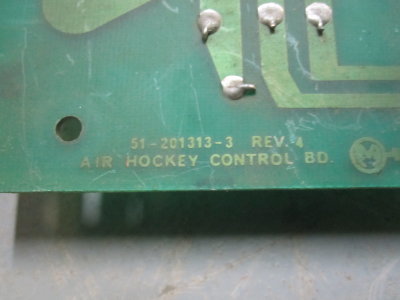 51-201313-3 REV. 4
AIR HOCKEY CONTROL BD.